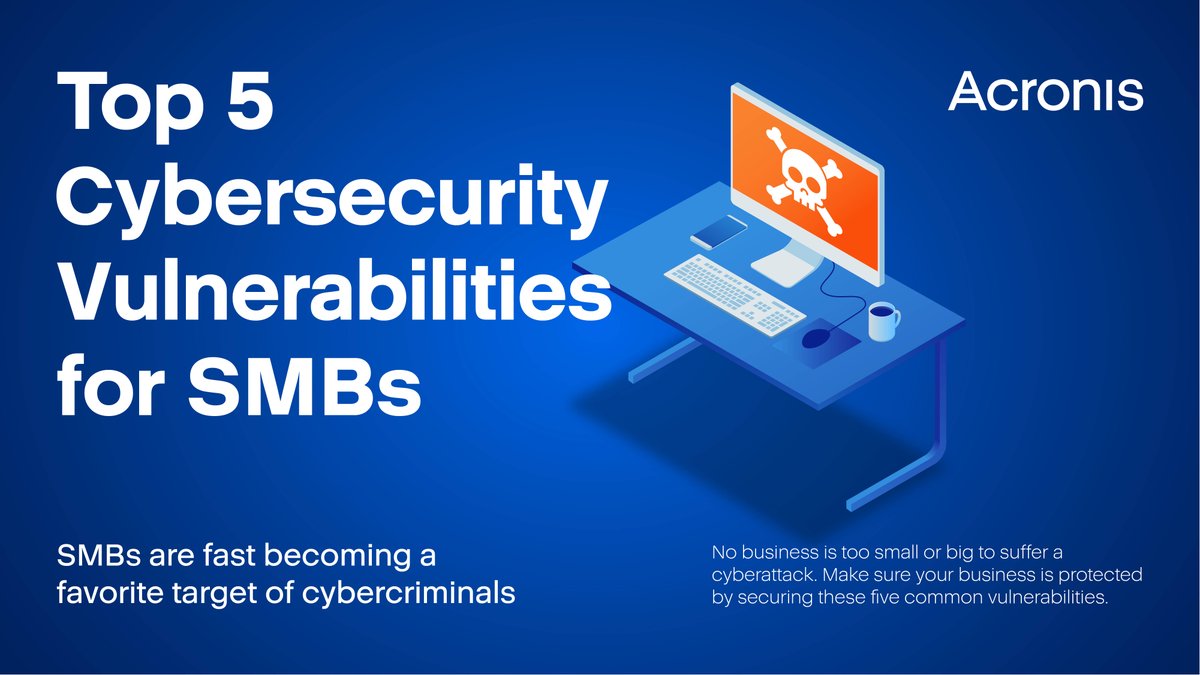 Top 5
Cybersecurity
Vulnerabilities
for SMBs
Acronis
SMBs are fast becoming a
favorite target of cybercriminals
No business is too small or big to suffer a
cyberattack. Make sure your business is protected
by securing these five common vulnerabilities.